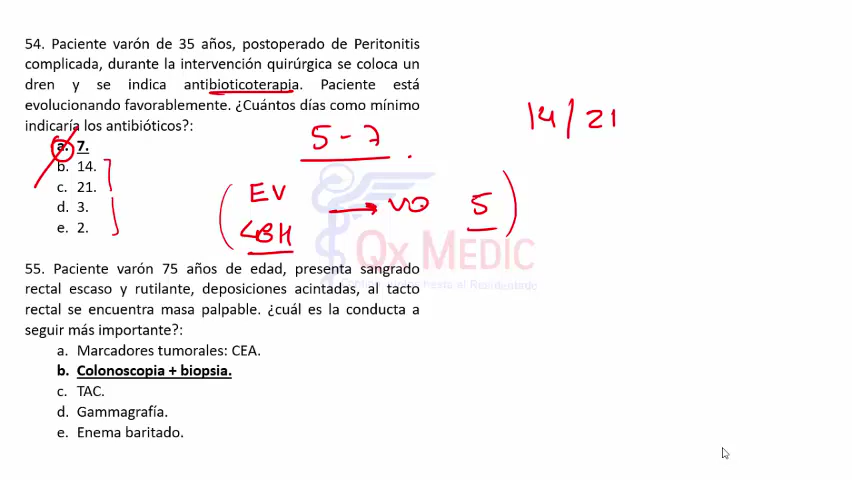 54. Paciente varón de 35 años, postoperado de Peritonitis
complicada, durante la intervención quirúrgica se coloca un
dren y se indica antibioticoterapia. Paciente está
evolucionando favorablemente. ¿Cuántos días como mínimo
indicaría los antibióticos?:
a. 7.
b. 14.
c. 21.
d. 3.
e. 2.
5 - 7
14 / 21
EV
VO 5
<BH
Qx MEDIC
55. Paciente varón 75 años de edad, presenta sangrado
rectal escaso y rutilante, deposiciones acintadas, al tacto
rectal se encuentra masa palpable. ¿cuál es la conducta a
seguir más importante?:
a. Marcadores tumorales: CEA.
b. Colonoscopia + biopsia.
c. TAC.
d. Gammagrafía.
e. Enema baritado.